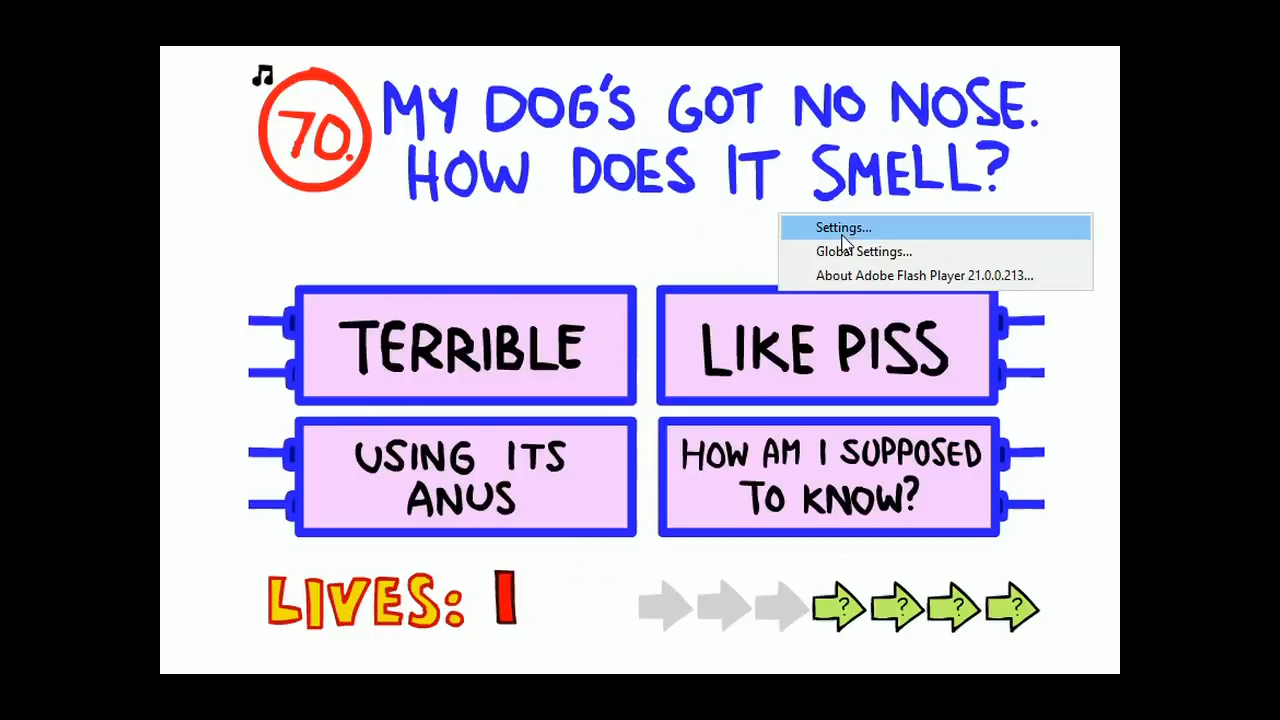 70.
MY DOG'S GOT NO NOSE.
HOW DOES IT SMELL?
Settings...
Global Settings...
About Adobe Flash Player 21.0.0.213...
TERRIBLE
LIKE PISS
USING ITS
ANUS
HOW AM I SUPPOSED
TO KNOW?
LIVES: 1
? ? ? ?